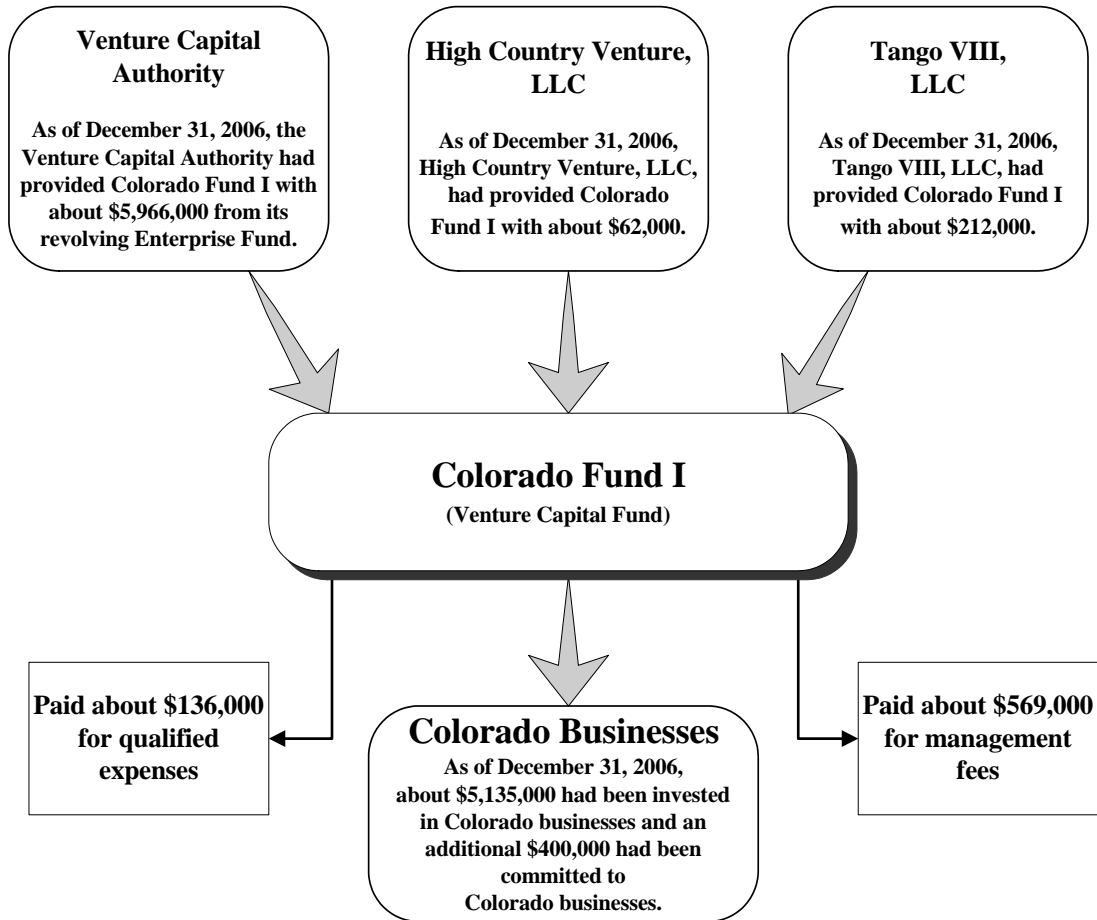 Venture Capital
Authority
As of December 31, 2006, the
Venture Capital Authority had
provided Colorado Fund I with
about $5,966,000 from its
revolving Enterprise Fund.
High Country Venture,
LLC
As of December 31, 2006,
High Country Venture, LLC,
had provided Colorado
Fund I with about $62,000.
Tango VIII,
LLC
As of December 31, 2006,
Tango VIII, LLC, had
provided Colorado Fund I
with about $212,000.
Colorado Fund I
(Venture Capital Fund)
Paid about $136,000
for qualified
expenses
Colorado Businesses
As of December 31, 2006,
about $5,135,000 had been invested
in Colorado businesses and an
additional $400,000 had been
committed to
Colorado businesses.
Paid about $569,000
for management
fees